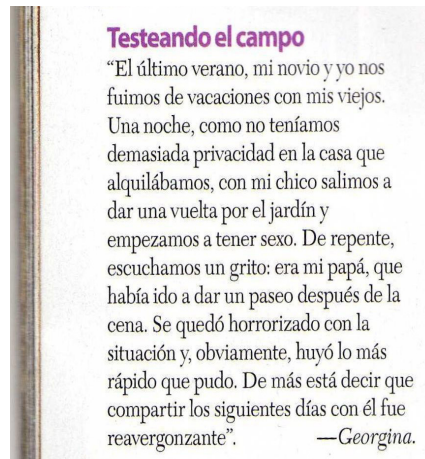 Testeando el campo
“El último verano, mi novio y yo nos
fuimos de vacaciones con mis viejos.
Una noche, como no teníamos
demasiada privacidad en la casa que
alquilábamos, con mi chico salimos a
dar una vuelta por el jardín y
empezamos a tener sexo. De repente,
escuchamos un grito: era mi papá, que
había ido a dar un paseo después de la
cena. Se quedó horrorizado con la
situación y, obviamente, huyó lo más
rápido que pudo. De más está decir que
compartir los siguientes días con él fue
reavergonzante”. —Georgina.